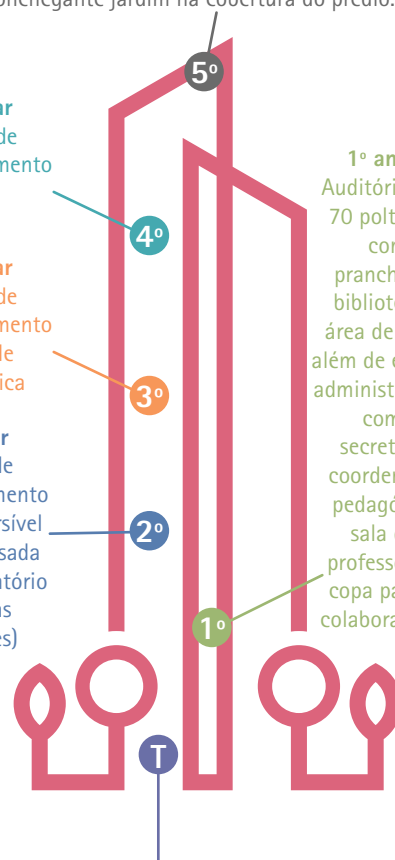 jardim na cobertura do prédio.
5º
ar
de
mento
4º
ar
de
mento
de
ica
3º
r
de
mento
rsível
sada
tório
as
es)
2º
1º an
Auditóri
70 polt
cor
pranch
bibliote
área de
além de e
administ
com
secret
coorden
pedagó
sala
profess
copa pa
colabora
1º
T